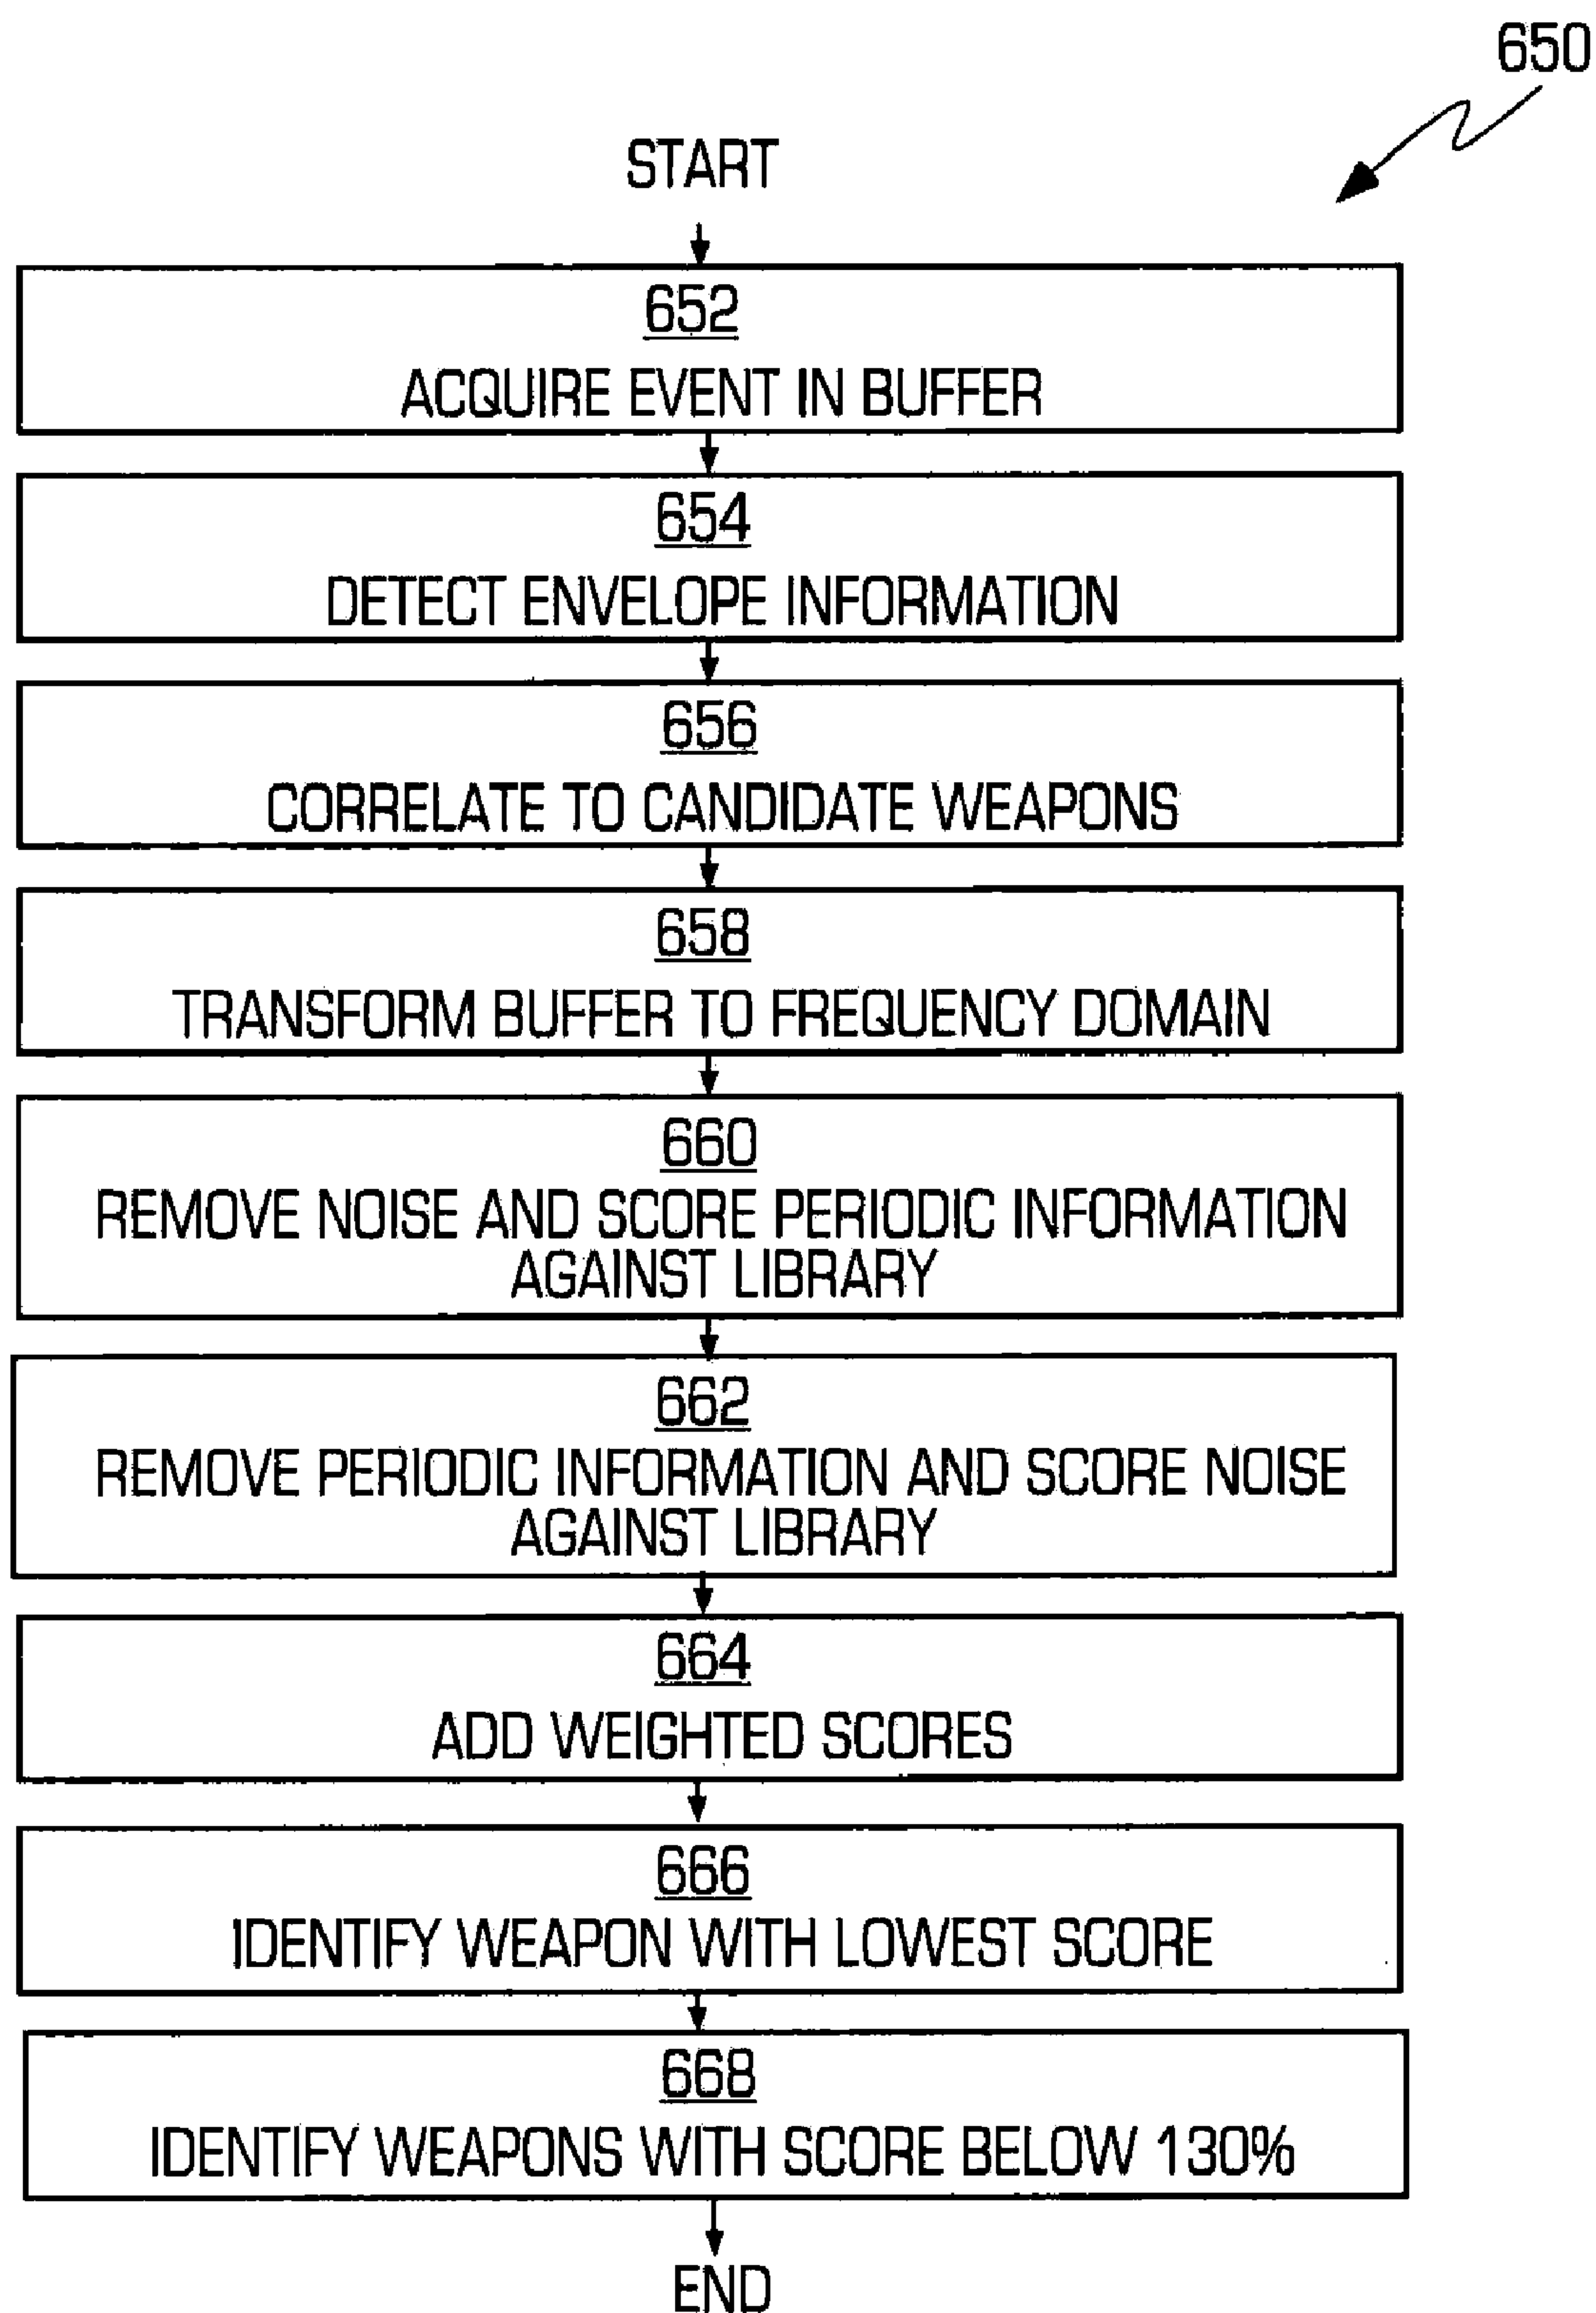 650
START
652
ACQUIRE EVENT IN BUFFER
654
DETECT ENVELOPE INFORMATION
656
CORRELATE TO CANDIDATE WEAPONS
658
TRANSFORM BUFFER TO FREQUENCY DOMAIN
660
REMOVE NOISE AND SCORE PERIODIC INFORMATION
AGAINST LIBRARY
662
REMOVE PERIODIC INFORMATION AND SCORE NOISE
AGAINST LIBRARY
664
ADD WEIGHTED SCORES
666
IDENTIFY WEAPON WITH LOWEST SCORE
668
IDENTIFY WEAPONS WITH SCORE BELOW 130%
END